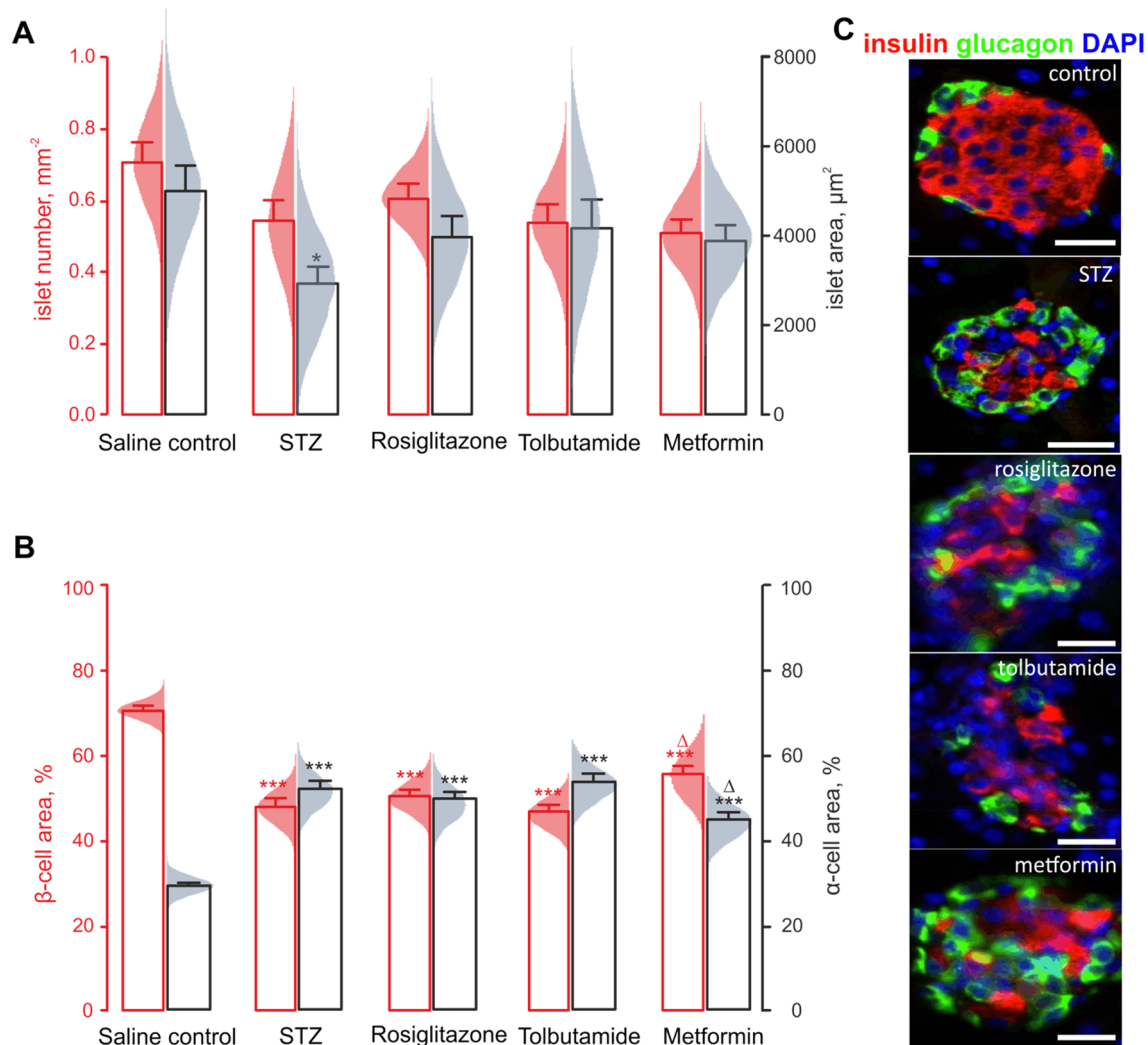 A
islet number, mm-2
1.0
0.8
0.6
0.4
0.2
0.0
*
8000
6000
4000
2000
0
islet area, µm2
Saline control STZ Rosiglitazone Tolbutamide Metformin
B
β-cell area, %
100
80
60
40
20
0
*** *** *** *** *** *** Δ *** Δ ***
100
80
60
40
20
0
α-cell area, %
Saline control STZ Rosiglitazone Tolbutamide Metformin
C
insulin glucagon DAPI
control
STZ
rosiglitazone
tolbutamide
metformin